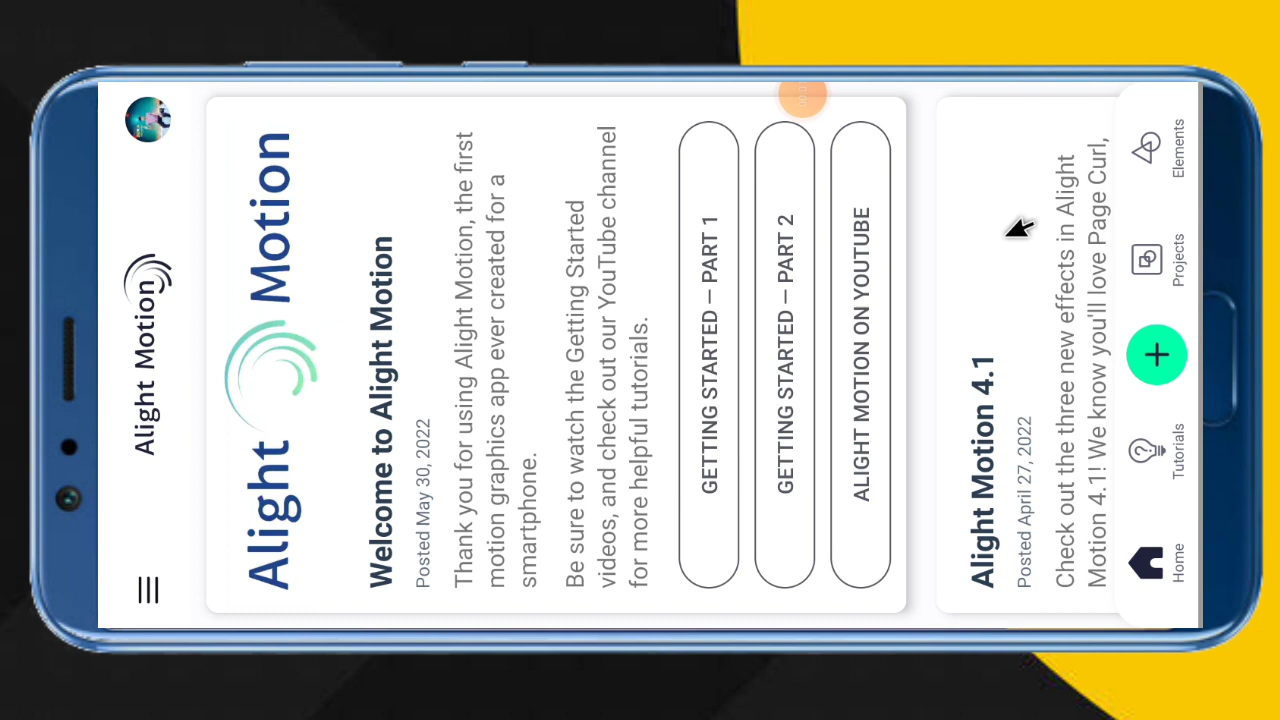 Alight Motion
Alight Motion
Welcome to Alight Motion
Posted May 30, 2022
Thank you for using Alight Motion, the first
motion graphics app ever created for a
smartphone.
Be sure to watch the Getting Started
videos, and check out our YouTube channel
for more helpful tutorials.
GETTING STARTED – PART 1
GETTING STARTED – PART 2
ALIGHT MOTION ON YOUTUBE
Alight Motion 4.1
Posted April 27, 2022
Check out the three new effects in Alight
Motion 4.1! We know you'll love Page Curl,
Home
Tutorials
Projects
Elements